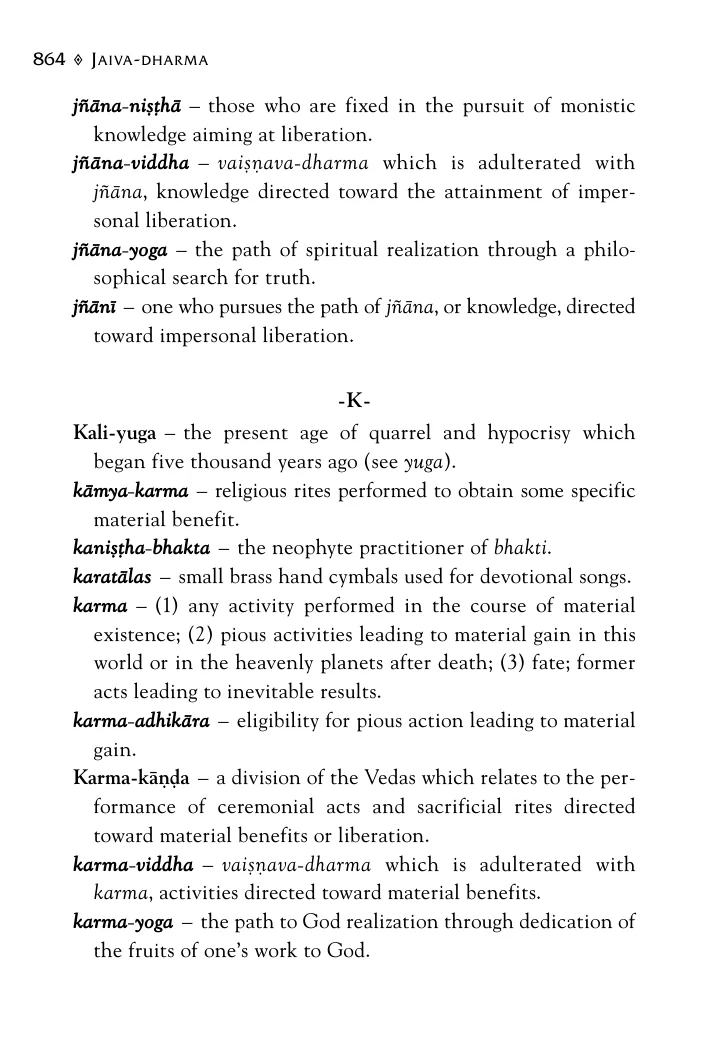 864 ⟡ JAIVA-DHARMA
jñāna-niṣṭhā – those who are fixed in the pursuit of monistic
knowledge aiming at liberation.
jñāna-viddha – vaiṣṇava-dharma which is adulterated with
jñāna, knowledge directed toward the attainment of imper-
sonal liberation.
jñāna-yoga – the path of spiritual realization through a philo-
sophical search for truth.
jñānī – one who pursues the path of jñāna, or knowledge, directed
toward impersonal liberation.
-K-
Kali-yuga – the present age of quarrel and hypocrisy which
began five thousand years ago (see yuga).
kāmya-karma – religious rites performed to obtain some specific
material benefit.
kaniṣṭha-bhakta – the neophyte practitioner of bhakti.
karatālas – small brass hand cymbals used for devotional songs.
karma – (1) any activity performed in the course of material
existence; (2) pious activities leading to material gain in this
world or in the heavenly planets after death; (3) fate; former
acts leading to inevitable results.
karma-adhikāra – eligibility for pious action leading to material
gain.
Karma-kāṇḍa – a division of the Vedas which relates to the per-
formance of ceremonial acts and sacrificial rites directed
toward material benefits or liberation.
karma-viddha – vaiṣṇava-dharma which is adulterated with
karma, activities directed toward material benefits.
karma-yoga – the path to God realization through dedication of
the fruits of one's work to God.